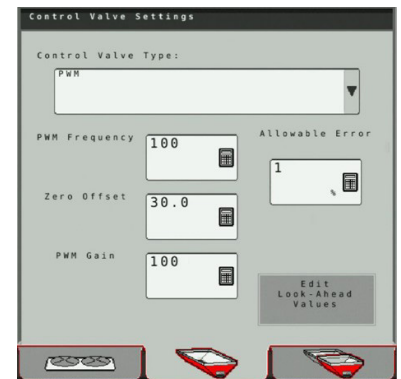 Control Valve Settings
Control Valve Type:
PWM
PWM Frequency
100
Allowable Error
1
%
Zero Offset
30.0
PWM Gain
100
Edit
Look-Ahead
Values